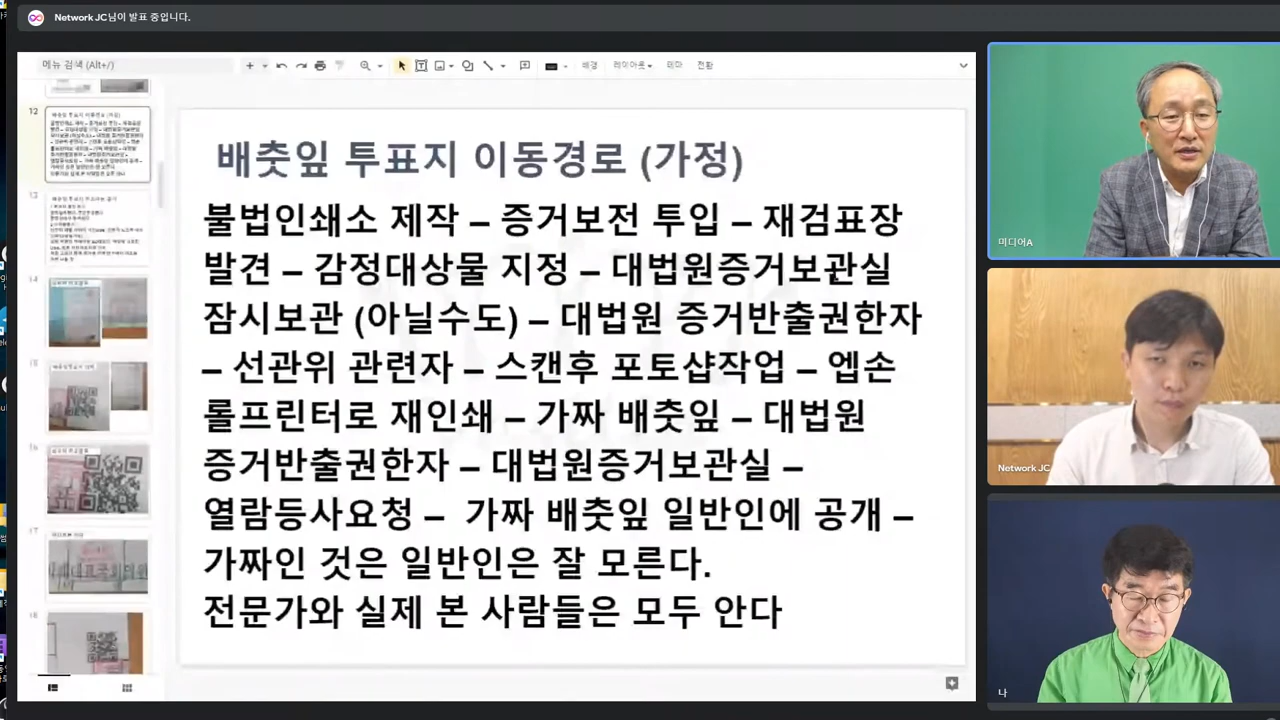 Network JC님이 발표 중입니다.
메뉴 검색 (Alt+/)
배경
레이아웃
테마
전환
12
13
14
15
16
17
18
배춧잎 투표지 이동경로 (가정)
불법인쇄소 제작 – 증거보전 투입 – 재검표장
발견 – 감정대상물 지정 – 대법원증거보관실
잠시보관 (아닐수도) – 대법원 증거반출권한자
– 선관위 관련자 – 스캔후 포토샵작업 – 엡손
롤프린터로 재인쇄 – 가짜 배춧잎 – 대법원
증거반출권한자 – 대법원증거보관실 –
열람등사요청 – 가짜 배춧잎 일반인에 공개 –
가짜인 것은 일반인은 잘 모른다.
전문가와 실제 본 사람들은 모두 안다
미디어A
Network JC
나